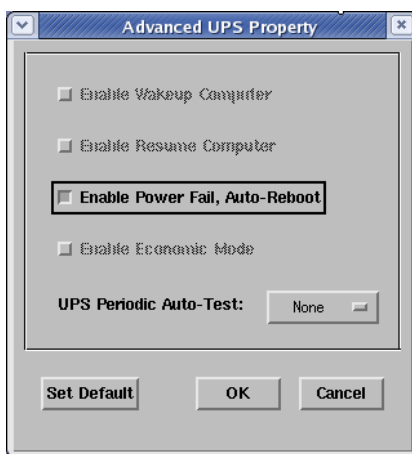 Advanced UPS Property
Enable Wakeup Computer
Enable Resume Computer
Enable Power Fail, Auto-Reboot
Enable Economic Mode
UPS Periodic Auto-Test: None
Set Default OK Cancel